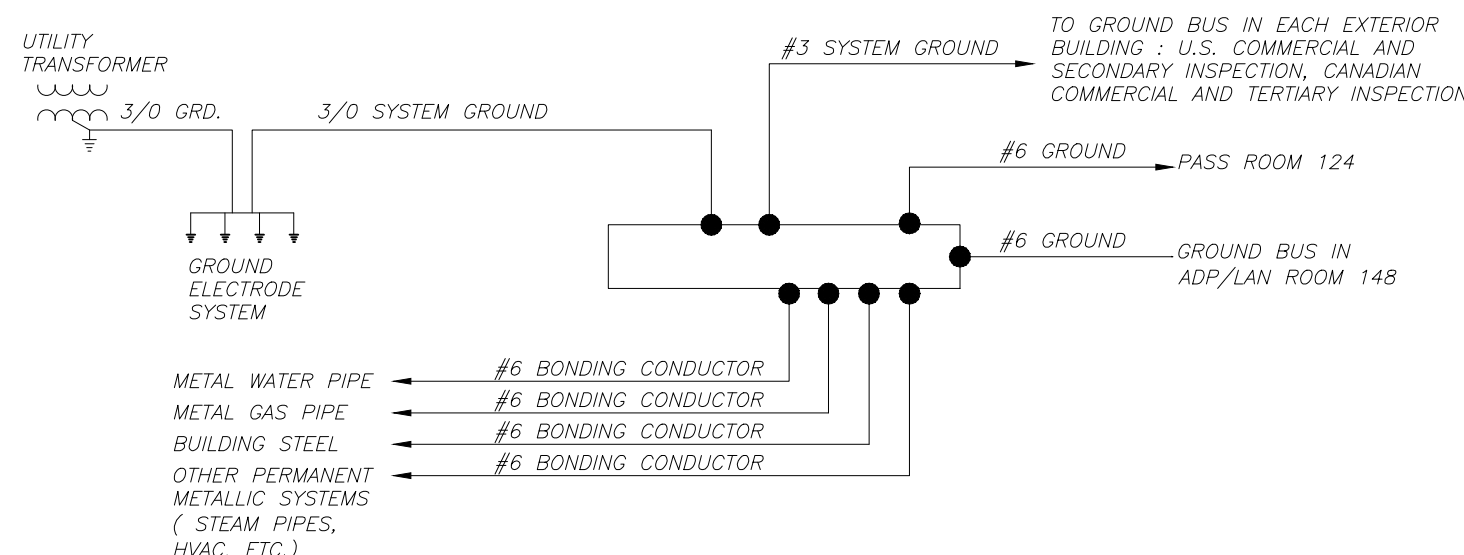 UTILITY
TRANSFORMER
3/0 GRD.
3/0 SYSTEM GROUND
#3 SYSTEM GROUND
TO GROUND BUS IN EACH EXTERIOR
BUILDING : U.S. COMMERCIAL AND
SECONDARY INSPECTION, CANADIAN
COMMERCIAL AND TERTIARY INSPECTION
#6 GROUND
PASS ROOM 124
#6 GROUND
GROUND BUS IN
ADP/LAN ROOM 148
GROUND
ELECTRODE
SYSTEM
METAL WATER PIPE
#6 BONDING CONDUCTOR
METAL GAS PIPE
#6 BONDING CONDUCTOR
BUILDING STEEL
#6 BONDING CONDUCTOR
OTHER PERMANENT
METALLIC SYSTEMS
( STEAM PIPES,
HVAC, ETC.)
#6 BONDING CONDUCTOR